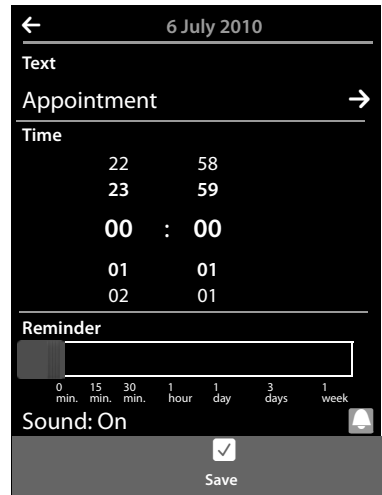 6 July 2010
Text
Appointment
Time
22 58
23 59
00 : 00
01 01
02 01
Reminder
0 min. 15 min. 30 min. 1 hour 1 day 3 days 1 week
Sound: On
Save